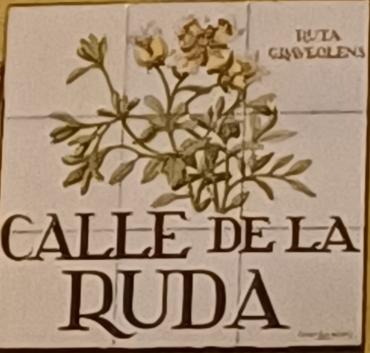 RUTA
GRAVEOLENS
CALLE DE LA
RUDA